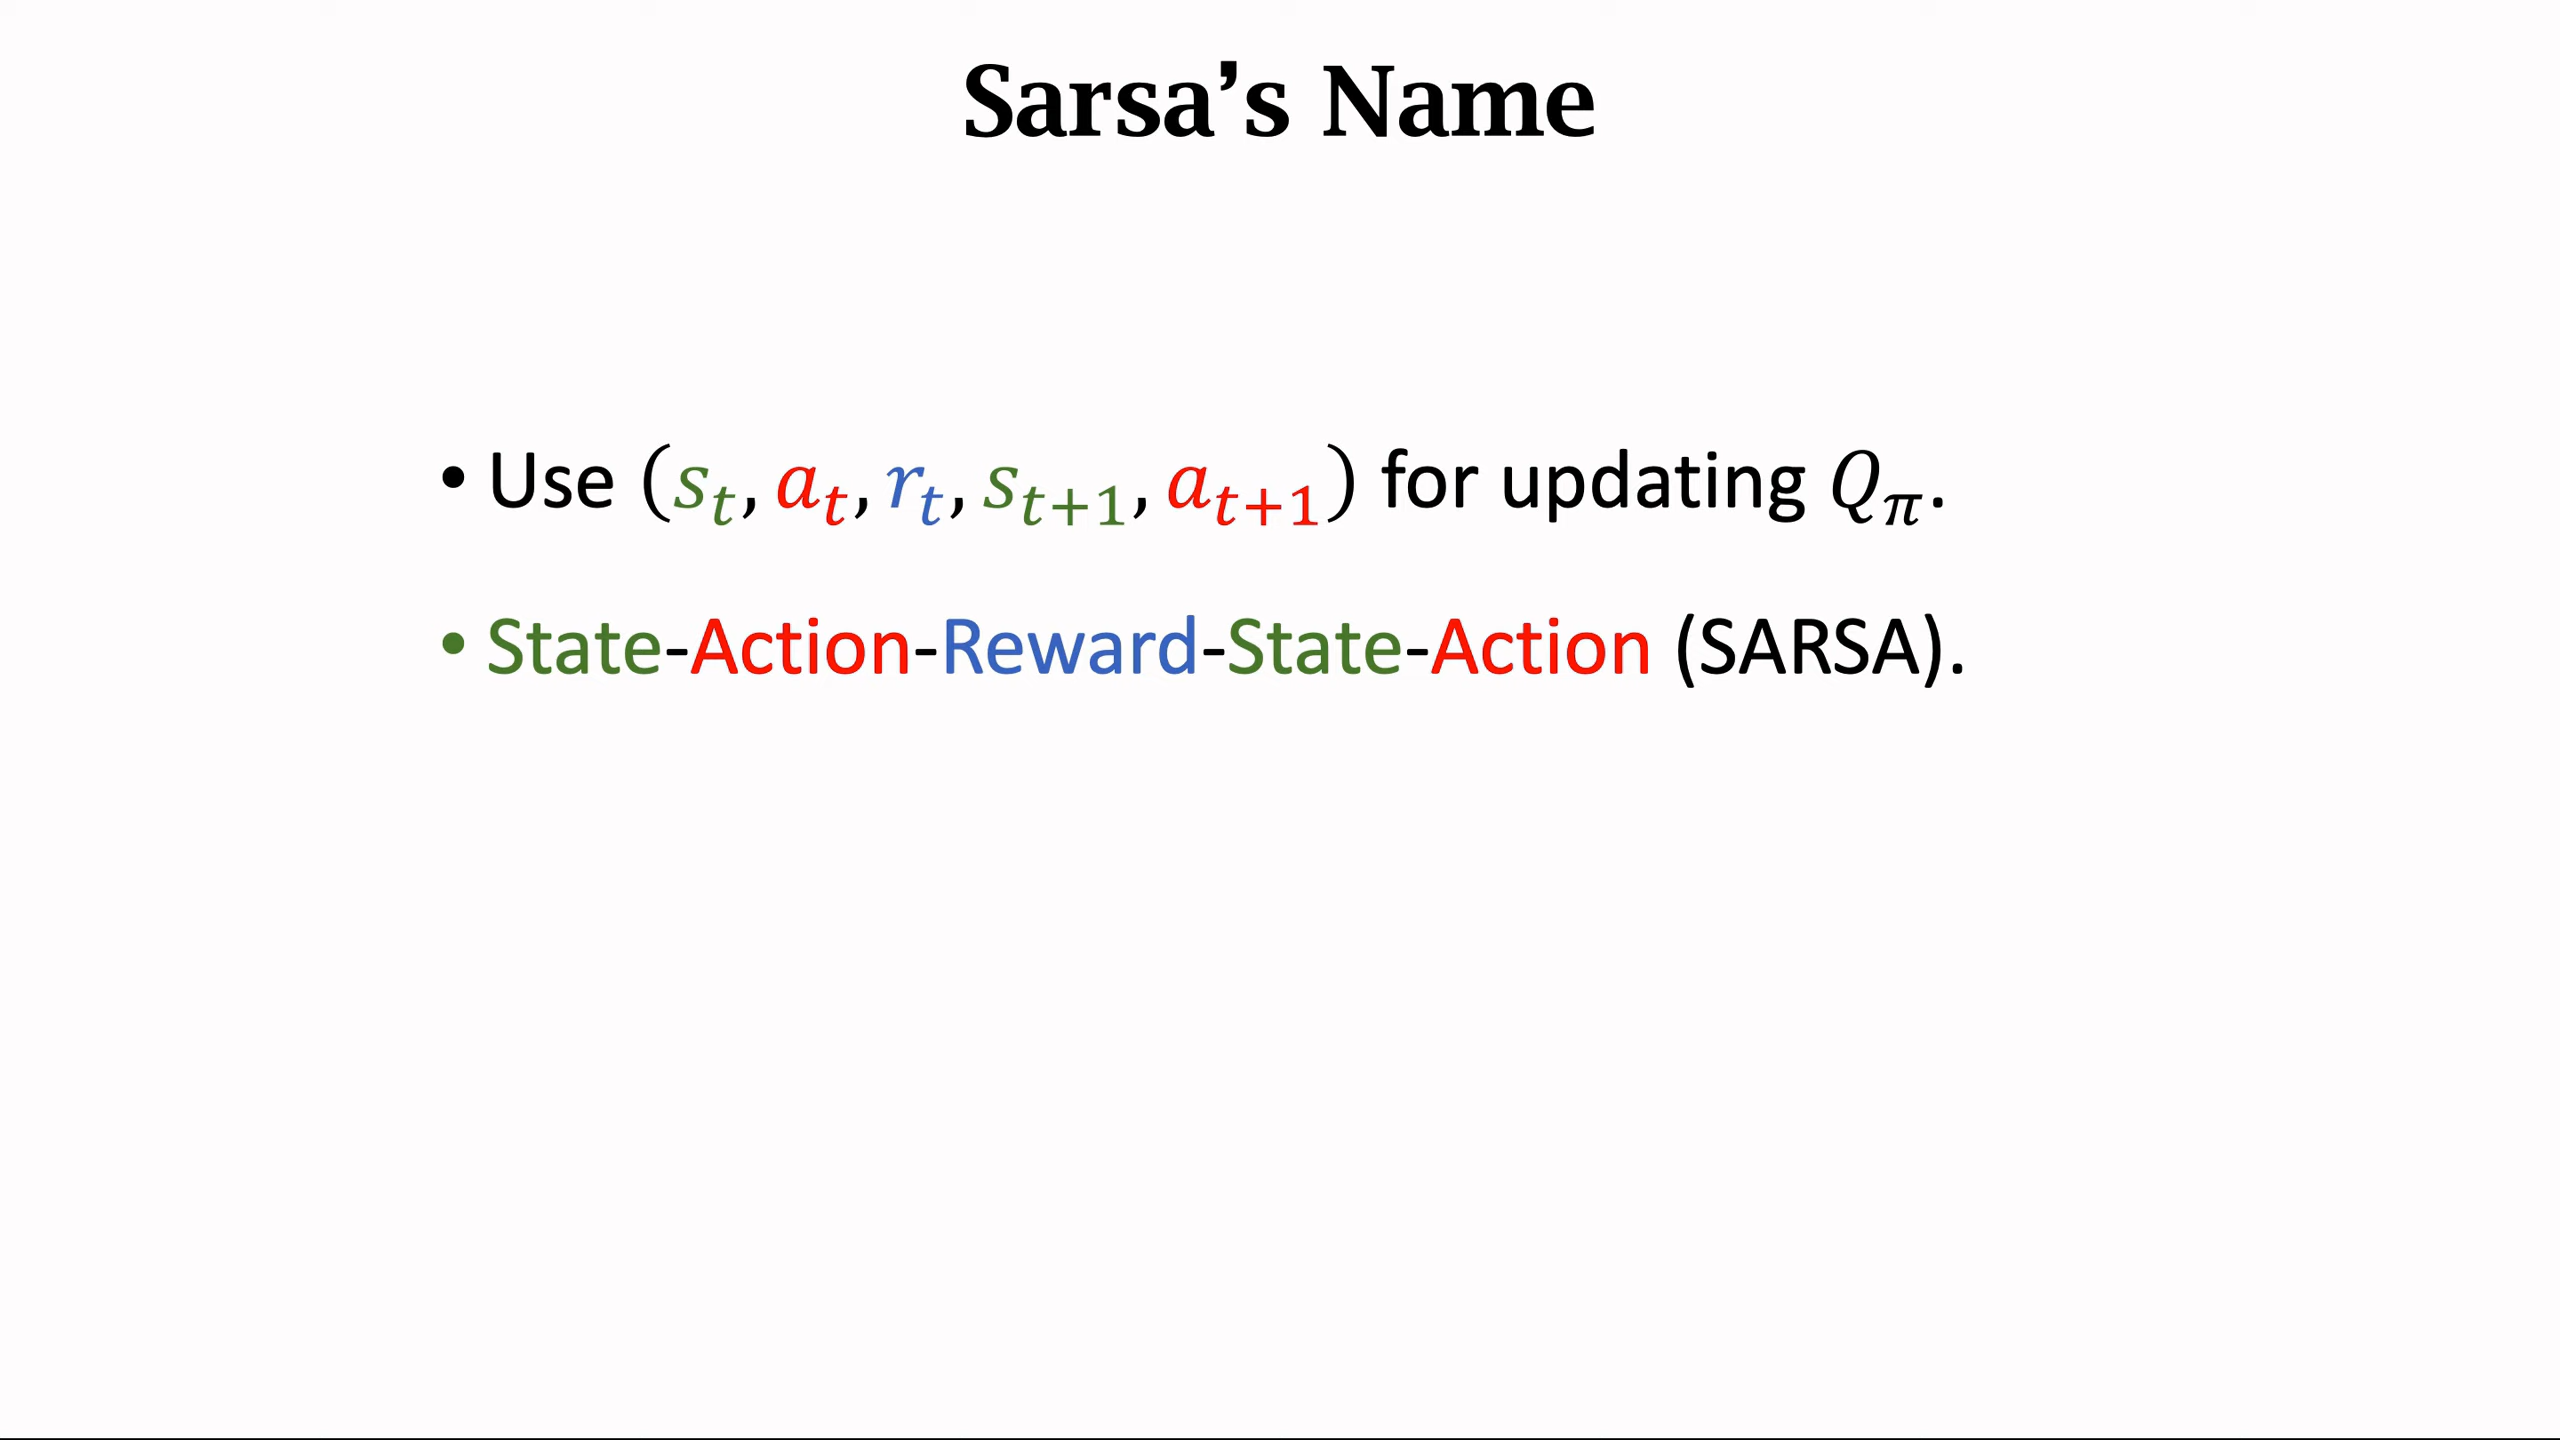 Sarsa’s Name
• Use (s_t, a_t, r_t, s_{t+1}, a_{t+1}) for updating Q_π.
• State-Action-Reward-State-Action (SARSA).